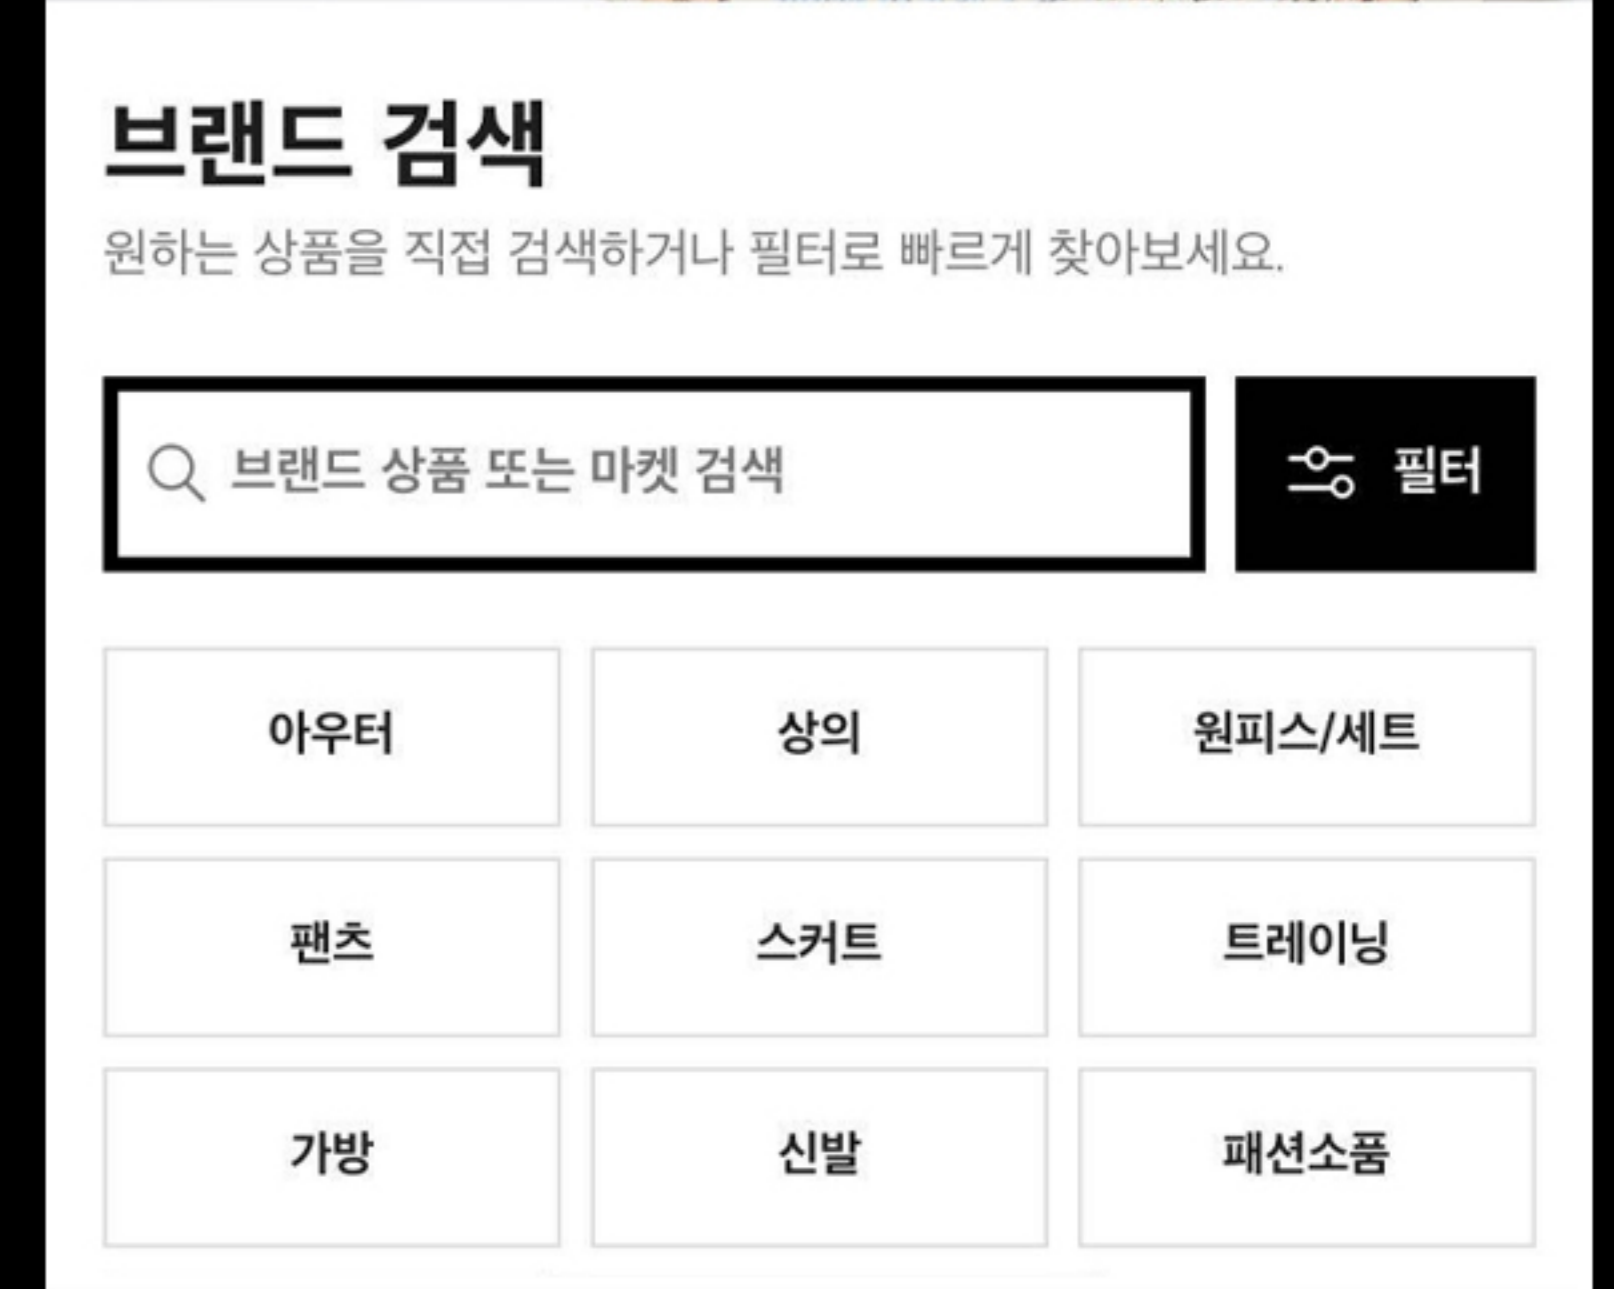 브랜드 검색
원하는 상품을 직접 검색하거나 필터로 빠르게 찾아보세요.
브랜드 상품 또는 마켓 검색
필터
아우터
상의
원피스/세트
팬츠
스커트
트레이닝
가방
신발
패션소품